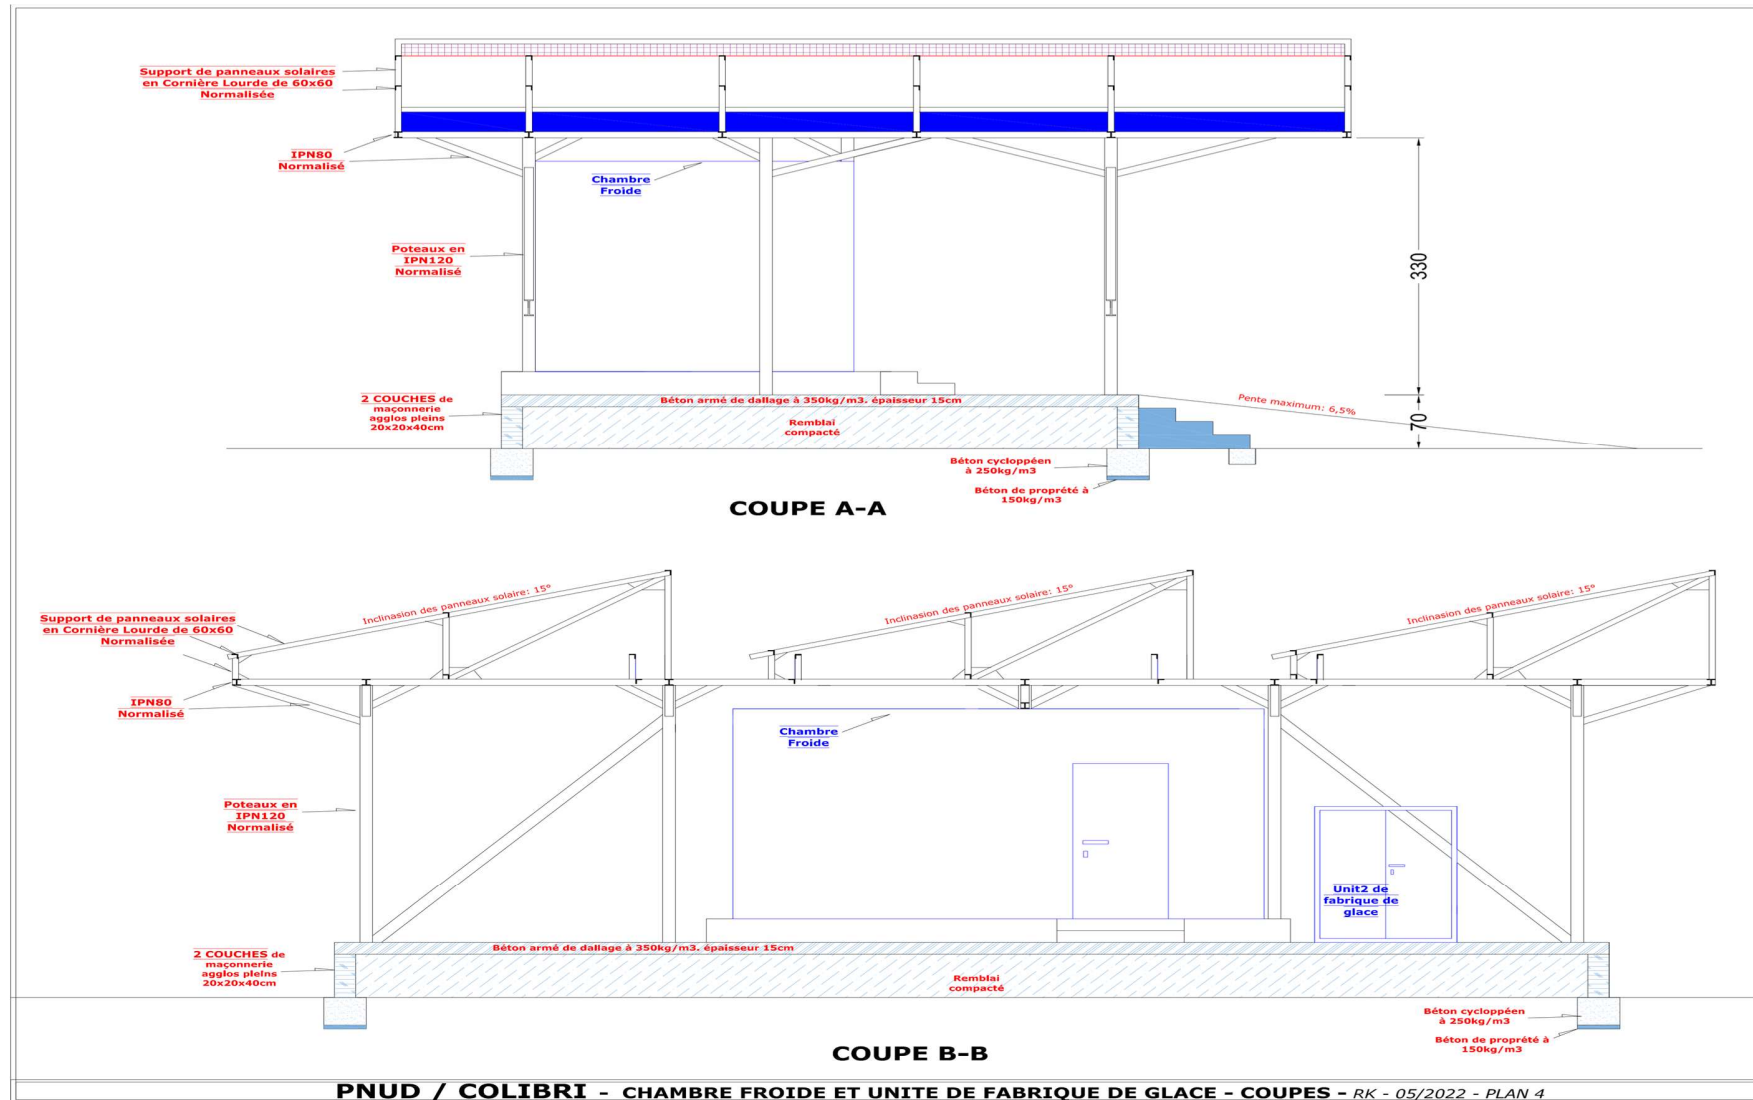 Support de panneaux solaires
en Cornière Lourde de 60x60
Normalisée
IPN80
Normalisé
Chambre
Froide
Poteaux en
IPN120
Normalisé
330
2 COUCHES de
maçonnerie
agglos pleins
20x20x40cm
Béton armé de dallage à 350kg/m3. épaisseur 15cm
Remblai
compacté
Pente maximum: 6,5%
70
Béton cycloppéen
à 250kg/m3
Béton de proprété à
150kg/m3
COUPE A-A
Inclinasion des panneaux solaire: 15°
Inclinasion des panneaux solaire: 15°
Inclinasion des panneaux solaire: 15°
Support de panneaux solaires
en Cornière Lourde de 60x60
Normalisée
IPN80
Normalisé
Chambre
Froide
Poteaux en
IPN120
Normalisé
Unit2 de
fabrique de
glace
2 COUCHES de
maçonnerie
agglos pleins
20x20x40cm
Béton armé de dallage à 350kg/m3. épaisseur 15cm
Remblai
compacté
Béton cycloppéen
à 250kg/m3
Béton de proprété à
150kg/m3
COUPE B-B
PNUD / COLIBRI - CHAMBRE FROIDE ET UNITE DE FABRIQUE DE GLACE - COUPES - RK - 05/2022 - PLAN 4